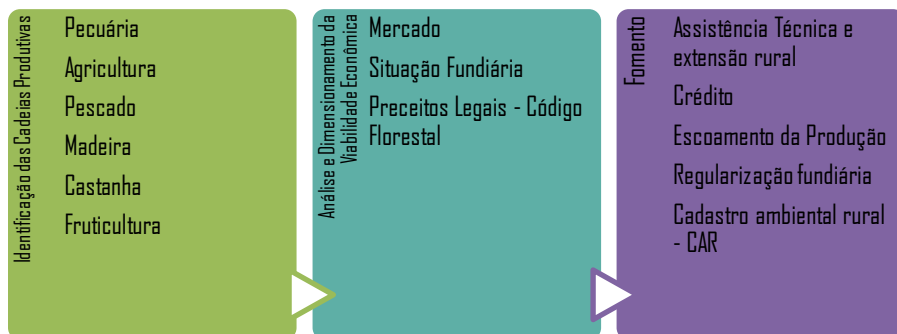 Identificação das Cadeias Produtivas
Pecuária
Agricultura
Pescado
Madeira
Castanha
Fruticultura
Análise e Dimensionamento da
Viabilidade Econômica
Mercado
Situação Fundiária
Preceitos Legais - Código
Florestal
Fomento
Assistência Técnica e
extensão rural
Crédito
Escoamento da Produção
Regularização fundiária
Cadastro ambiental rural
- CAR